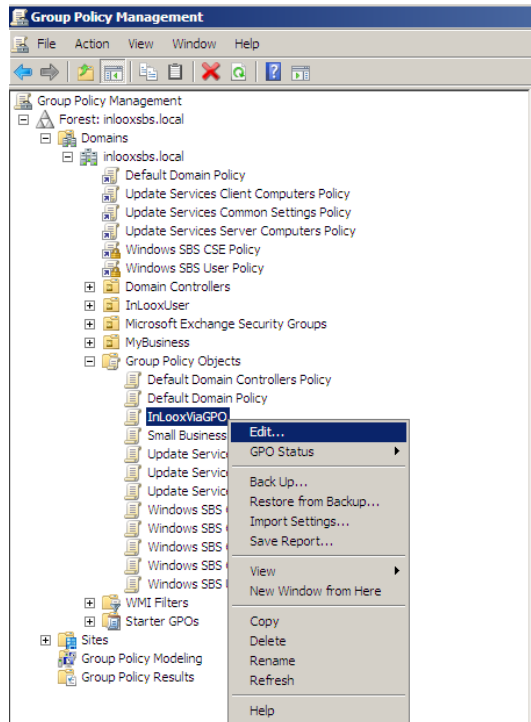 Group Policy Management
File Action View Window Help
Group Policy Management
Forest: inlooxsbs.local
Domains
inlooxsbs.local
Default Domain Policy
Update Services Client Computers Policy
Update Services Common Settings Policy
Update Services Server Computers Policy
Windows SBS CSE Policy
Windows SBS User Policy
Domain Controllers
InLooxUser
Microsoft Exchange Security Groups
MyBusiness
Group Policy Objects
Default Domain Controllers Policy
Default Domain Policy
InLooxViaGPO
Small Business
Update Service
Update Service
Update Service
Windows SBS
Windows SBS
Windows SBS
Windows SBS
Windows SBS
WMI Filters
Starter GPOs
Sites
Group Policy Modeling
Group Policy Results
Edit...
GPO Status
Back Up...
Restore from Backup...
Import Settings...
Save Report...
View
New Window from Here
Copy
Delete
Rename
Refresh
Help